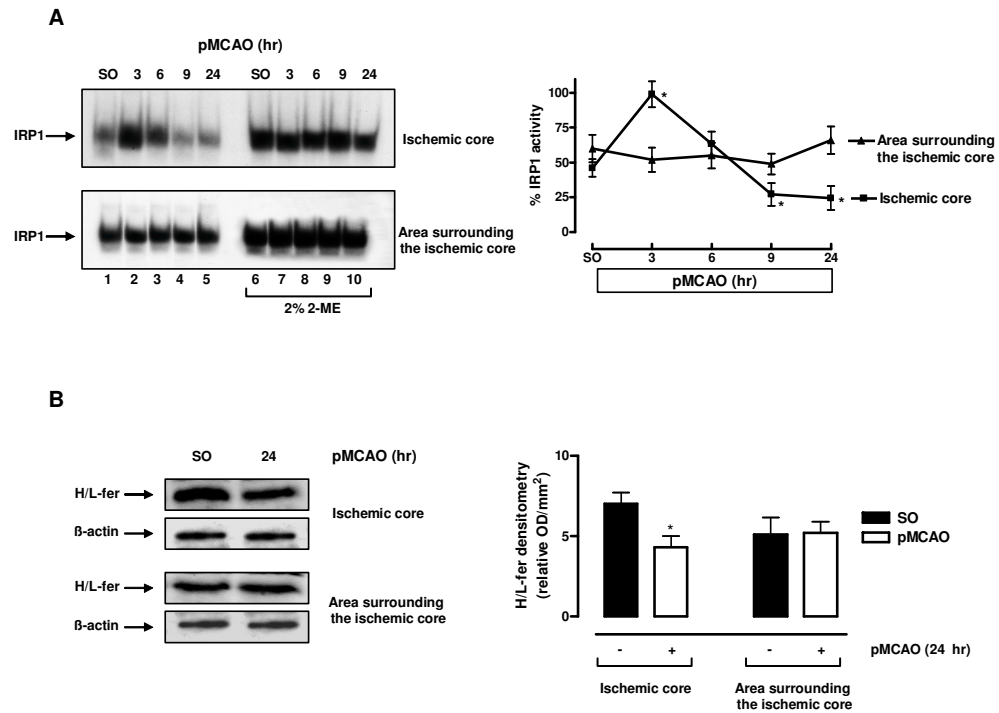 A
pMCAO (hr)
SO 3 6 9 24 SO 3 6 9 24
IRP1
Ischemic core
IRP1
Area surrounding
the ischemic core
1 2 3 4 5 6 7 8 9 10
2% 2-ME
% IRP1 activity
100
75
50
25
0
*
*
*
Area surrounding
the ischemic core
Ischemic core
SO 3 6 9 24
pMCAO (hr)
B
SO 24 pMCAO (hr)
H/L-fer
ß-actin
Ischemic core
H/L-fer
ß-actin
Area surrounding
the ischemic core
H/L-fer densitometry
(relative OD/mm²)
10
5
0
*
SO
pMCAO
- + - + pMCAO (24 hr)
Ischemic core
Area surrounding
the ischemic core